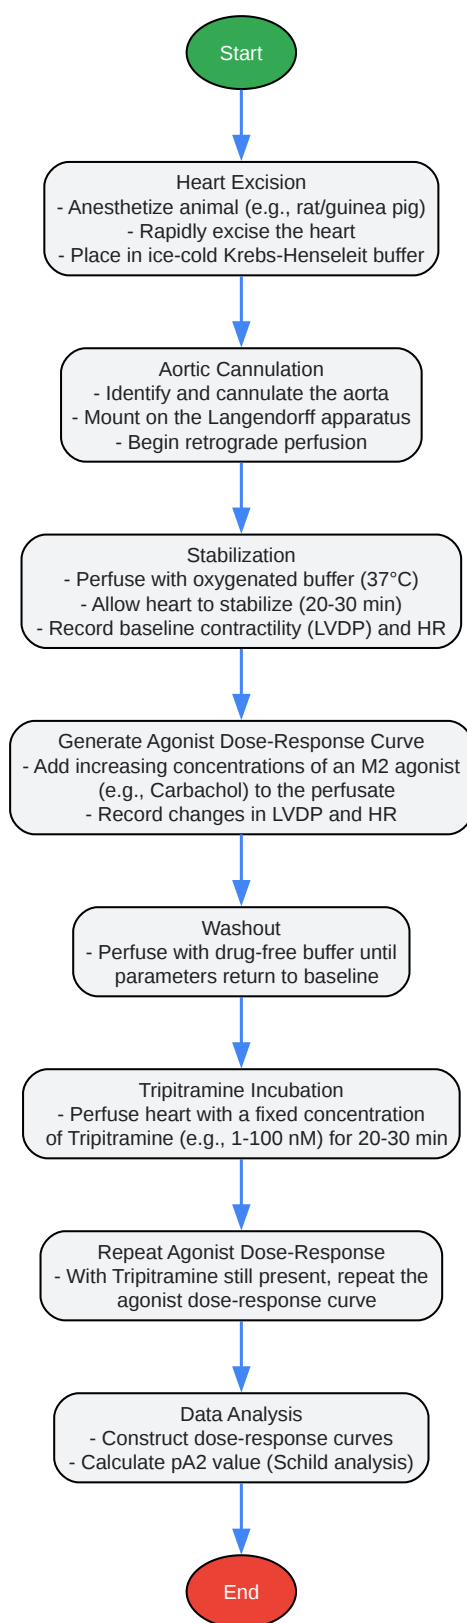 Start
Heart Excision
- Anesthetize animal (e.g., rat/guinea pig)
- Rapidly excise the heart
- Place in ice-cold Krebs-Henseleit buffer
Aortic Cannulation
- Identify and cannulate the aorta
- Mount on the Langendorff apparatus
- Begin retrograde perfusion
Stabilization
- Perfuse with oxygenated buffer (37°C)
- Allow heart to stabilize (20-30 min)
- Record baseline contractility (LVDP) and HR
Generate Agonist Dose-Response Curve
- Add increasing concentrations of an M2 agonist
(e.g., Carbachol) to the perfusate
- Record changes in LVDP and HR
Washout
- Perfuse with drug-free buffer until
parameters return to baseline
Tripitramine Incubation
- Perfuse heart with a fixed concentration
of Tripitramine (e.g., 1-100 nM) for 20-30 min
Repeat Agonist Dose-Response
- With Tripitramine still present, repeat the
agonist dose-response curve
Data Analysis
- Construct dose-response curves
- Calculate pA2 value (Schild analysis)
End